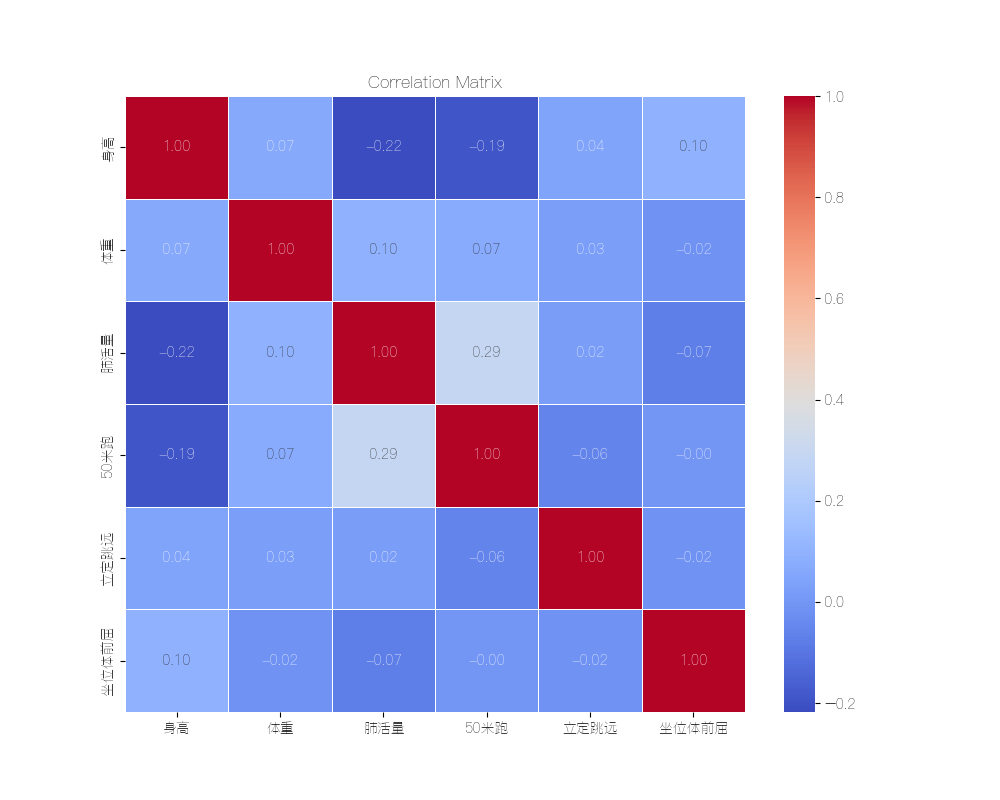 Correlation Matrix
身高 1.00 0.07 −0.22 −0.19 0.04 0.10
体重 0.07 1.00 0.10 0.07 0.03 −0.02
肺活量 −0.22 0.10 1.00 0.29 0.02 −0.07
50米跑 −0.19 0.07 0.29 1.00 −0.06 −0.00
立定跳远 0.04 0.03 0.02 −0.06 1.00 −0.02
坐位体前屈 0.10 −0.02 −0.07 −0.00 −0.02 1.00
身高 体重 肺活量 50米跑 立定跳远 坐位体前屈
1.0
0.8
0.6
0.4
0.2
0.0
−0.2